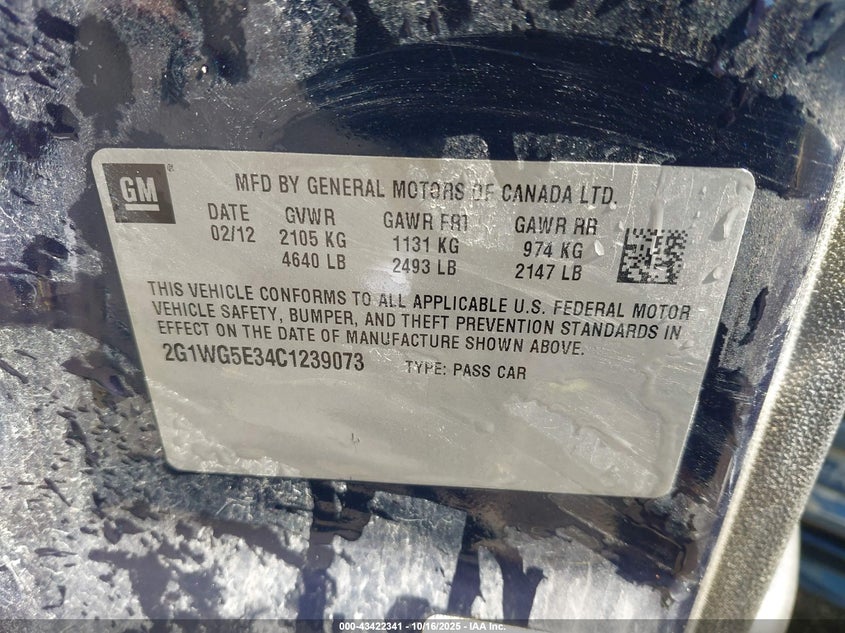 GM ® MFD BY GENERAL MOTORS OF CANADA LTD.
DATE GVWR GAWR FRT GAWR RR
02/12 2105 KG 1131 KG 974 KG
4640 LB 2493 LB 2147 LB
THIS VEHICLE CONFORMS TO ALL APPLICABLE U.S. FEDERAL MOTOR
VEHICLE SAFETY, BUMPER, AND THEFT PREVENTION STANDARDS IN
EFFECT ON THE DATE OF MANUFACTURE SHOWN ABOVE.
2G1WG5E34C1239073 TYPE: PASS CAR
000-43422341 - 10/16/2025 - IAA Inc.